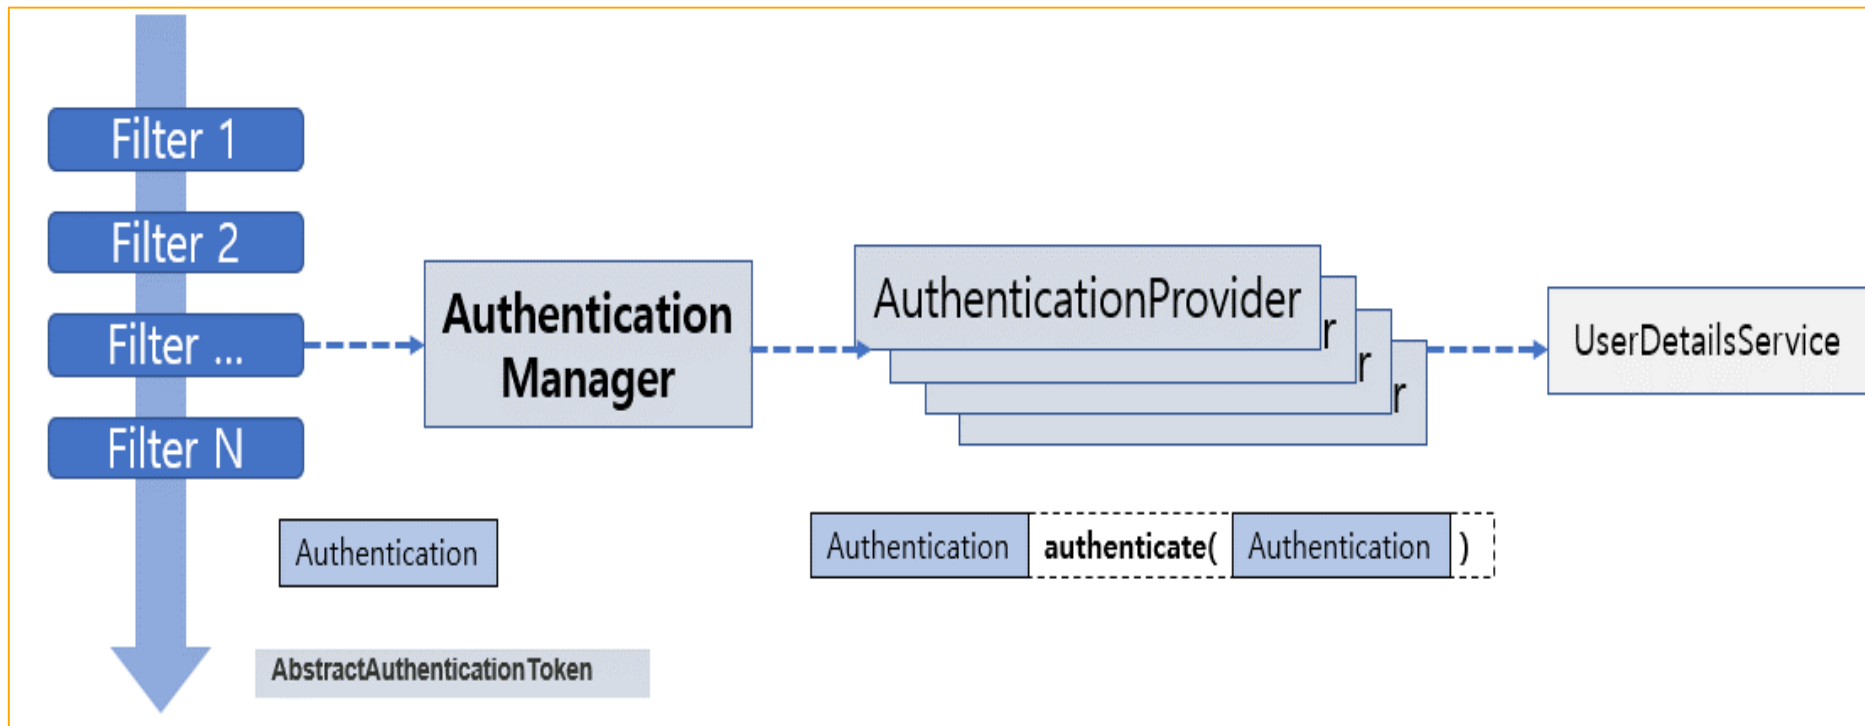 Filter 1
Filter 2
Filter ...
Filter N
Authentication
Manager
AuthenticationProvider
r
r
r
UserDetailsService
Authentication
Authentication authenticate( Authentication )
AbstractAuthenticationToken